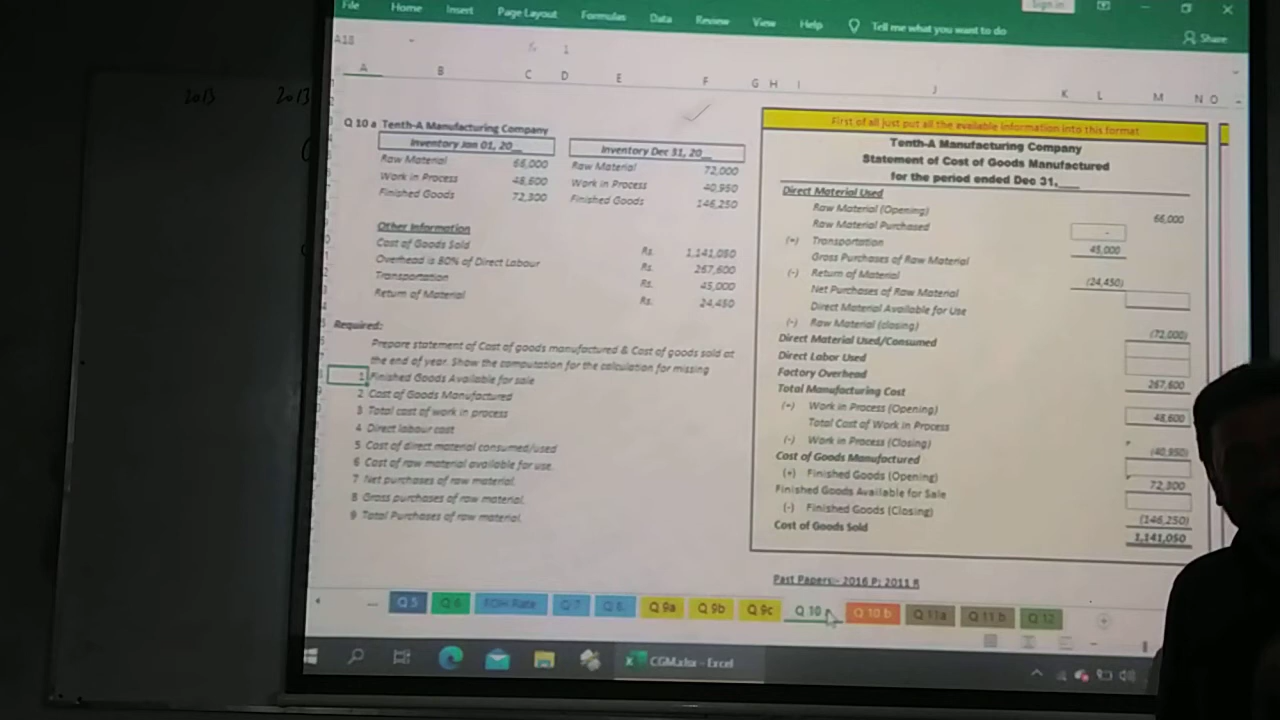 File Home Insert Page Layout Formulas Data Review View Help Tell me what you want to do Sign in
Share
A18 fx 1
A B C D E F G H I J K L M N O
2013 2013
Q 10 a Tenth-A Manufacturing Company
Inventory Jan 01, 20__ Inventory Dec 31, 20__
Raw Material 66,000 Raw Material 72,000
Work in Process 48,600 Work in Process 40,950
Finished Goods 72,300 Finished Goods 146,250
Other Information
Cost of Goods Sold Rs. 1,141,050
Overhead is 80% of Direct Labour Rs. 267,600
Transportation Rs. 45,000
Return of Material Rs. 24,450
Required:
Prepare statement of Cost of goods manufactured & Cost of goods sold at
the end of year. Show the computation for the calculation for missing
1 Finished Goods Available for sale
2 Cost of Goods Manufactured
3 Total cost of work in process
4 Direct labour cost
5 Cost of direct material consumed/used
6 Cost of raw material available for use.
7 Net purchases of raw material.
8 Gross purchases of raw material.
9 Total Purchases of raw material.
First of all just put all the available information into this format
Tenth-A Manufacturing Company
Statement of Cost of Goods Manufactured
for the period ended Dec 31,____
Direct Material Used
Raw Material (Opening) 66,000
Raw Material Purchased -
(+) Transportation 45,000
Gross Purchases of Raw Material
(-) Return of Material (24,450)
Net Purchases of Raw Material
Direct Material Available for Use
(-) Raw Material (closing) (72,000)
Direct Material Used/Consumed
Direct Labor Used
Factory Overhead 267,600
Total Manufacturing Cost
(+) Work in Process (Opening) 48,600
Total Cost of Work in Process
(-) Work in Process (Closing) (40,950)
Cost of Goods Manufactured
(+) Finished Goods (Opening) 72,300
Finished Goods Available for Sale
(-) Finished Goods (Closing) (146,250)
Cost of Goods Sold 1,141,050
Past Papers:- 2016 P; 2011 R
... Q 5 Q 6 FOH Rate Q 7 Q 8 Q 9a Q 9b Q 9c Q 10 Q 10 b Q 11a Q 11 b Q 12
CGM.xlsx - Excel